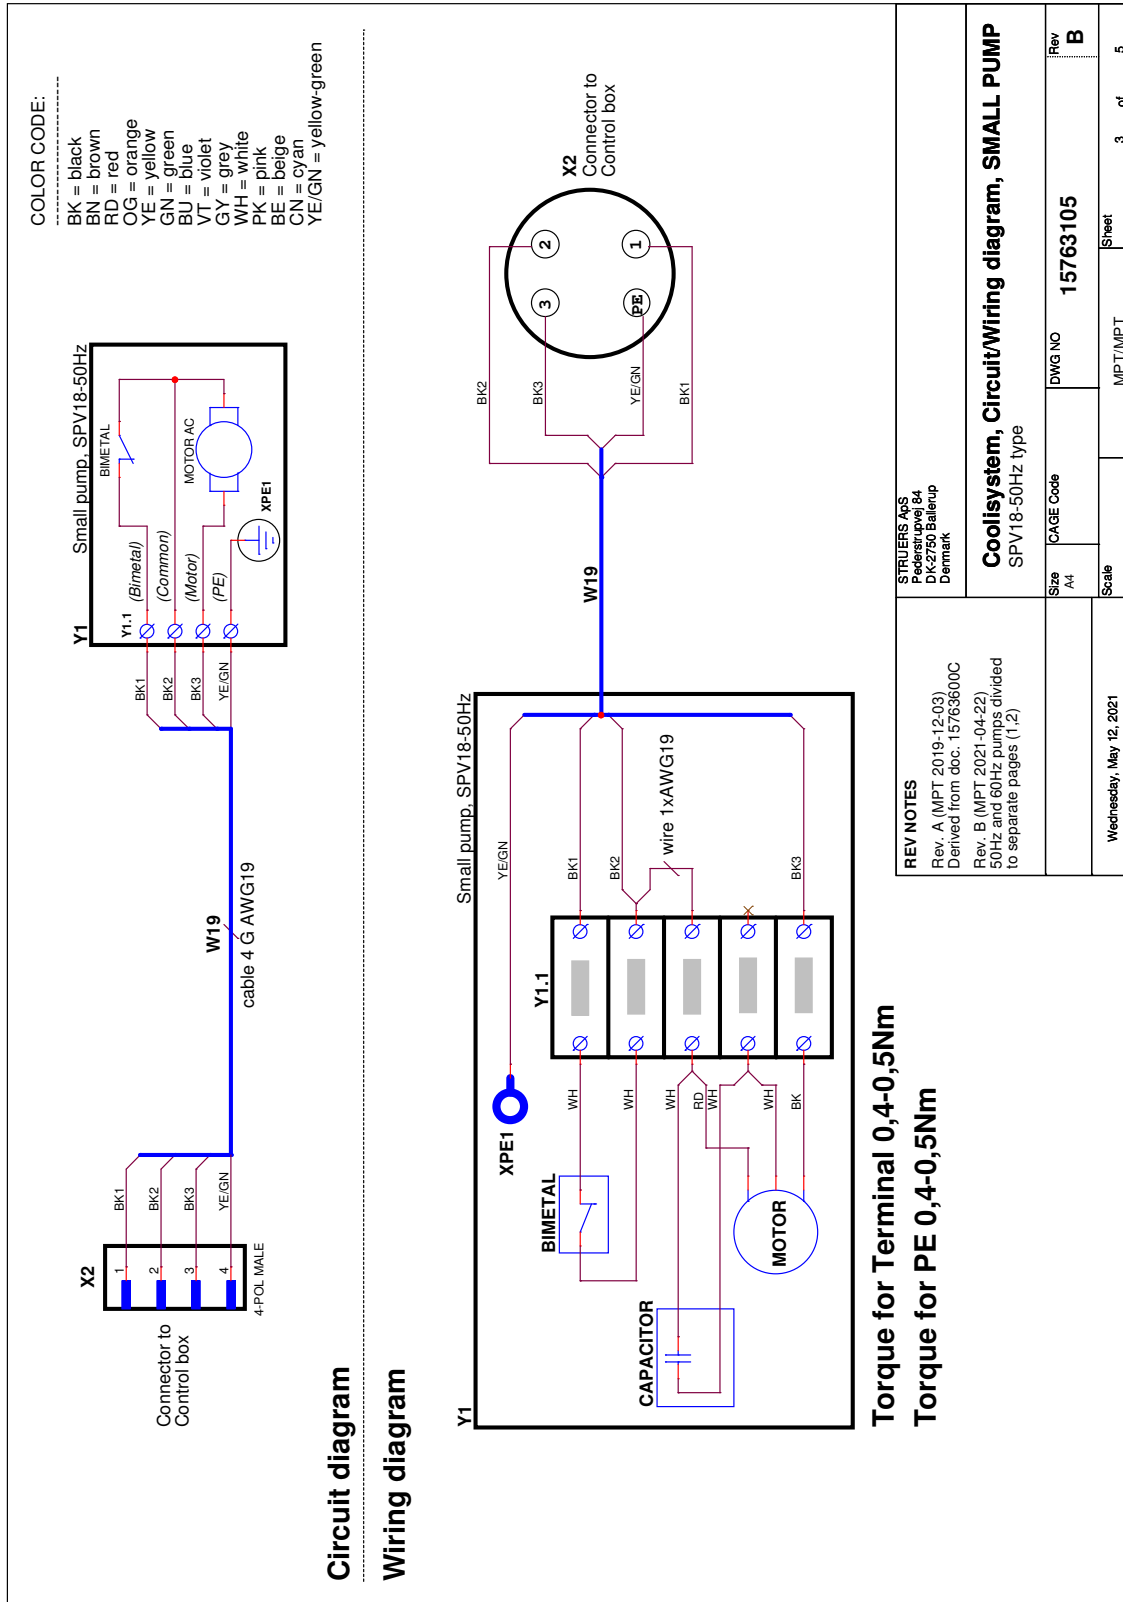 COLOR CODE:
BK = black
BN = brown
RD = red
OG = orange
YE = yellow
GN = green
BU = blue
VT = violet
GY = grey
WH = white
PK = pink
BE = beige
CN = cyan
YE/GN = yellow-green
X2
Connector to
Control box
1
2
3
4
4-POL MALE
BK1
BK2
BK3
YE/GN
W19
cable 4 G AWG19
BK1
BK2
BK3
YE/GN
Y1
Small pump, SPV18-50Hz
Y1.1
(Bimetal)
(Common)
(Motor)
(PE)
BIMETAL
MOTOR AC
XPE1
Circuit diagram
Wiring diagram
Y1
Small pump, SPV18-50Hz
XPE1
YE/GN
Y1.1
BIMETAL
CAPACITOR
MOTOR
WH
WH
WH
RD
WH
WH
BK
BK1
BK2
wire 1xAWG19
BK3
W19
BK2
BK3
YE/GN
BK1
2
3
1
PE
X2
Connector to
Control box
Torque for Terminal 0,4-0,5Nm
Torque for PE 0,4-0,5Nm
REV NOTES
Rev. A (MPT 2019-12-03)
Derived from doc. 15763600C
Rev. B (MPT 2021-04-22)
50Hz and 60Hz pumps divided
to separate pages (1,2)
Wednesday, May 12, 2021
STRUERS ApS
Pederstrupvej 84
DK-2750 Ballerup
Denmark
Coolisystem, Circuit/Wiring diagram, SMALL PUMP
SPV18-50Hz type
Size
A4
CAGE Code
DWG NO
15763105
Rev
B
Scale
MPT/MPT
Sheet
3 of 5